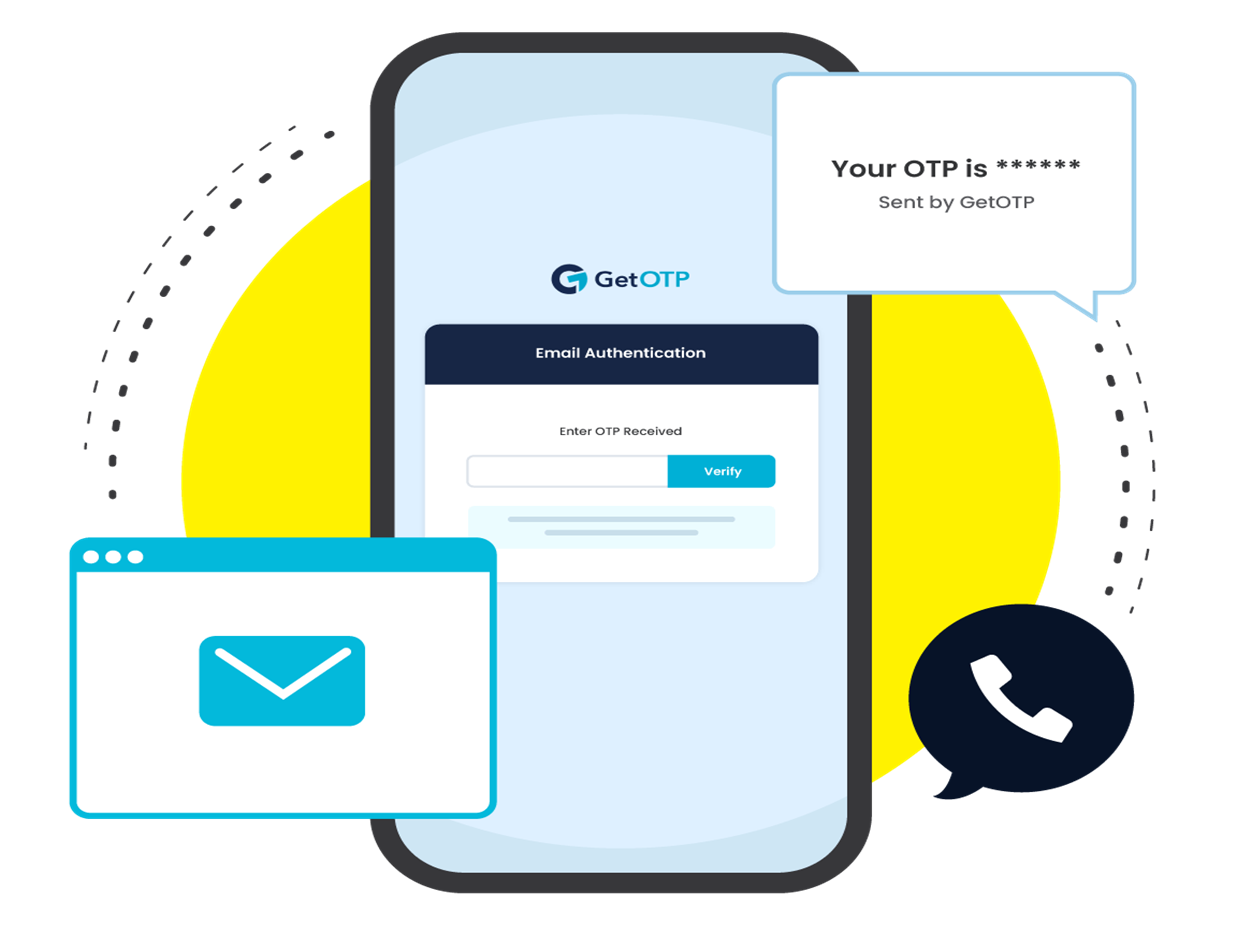 Your OTP is ******
Sent by GetOTP
GetOTP
Email Authentication
Enter OTP Received
Verify